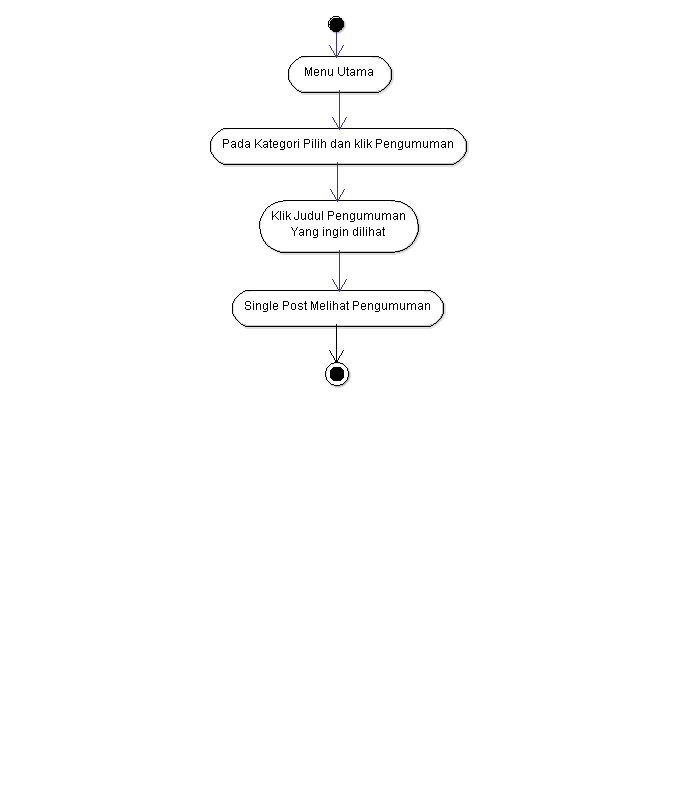 Menu Utama
Pada Kategori Pilih dan klik Pengumuman
Klik Judul Pengumuman
Yang ingin dilihat
Single Post Melihat Pengumuman